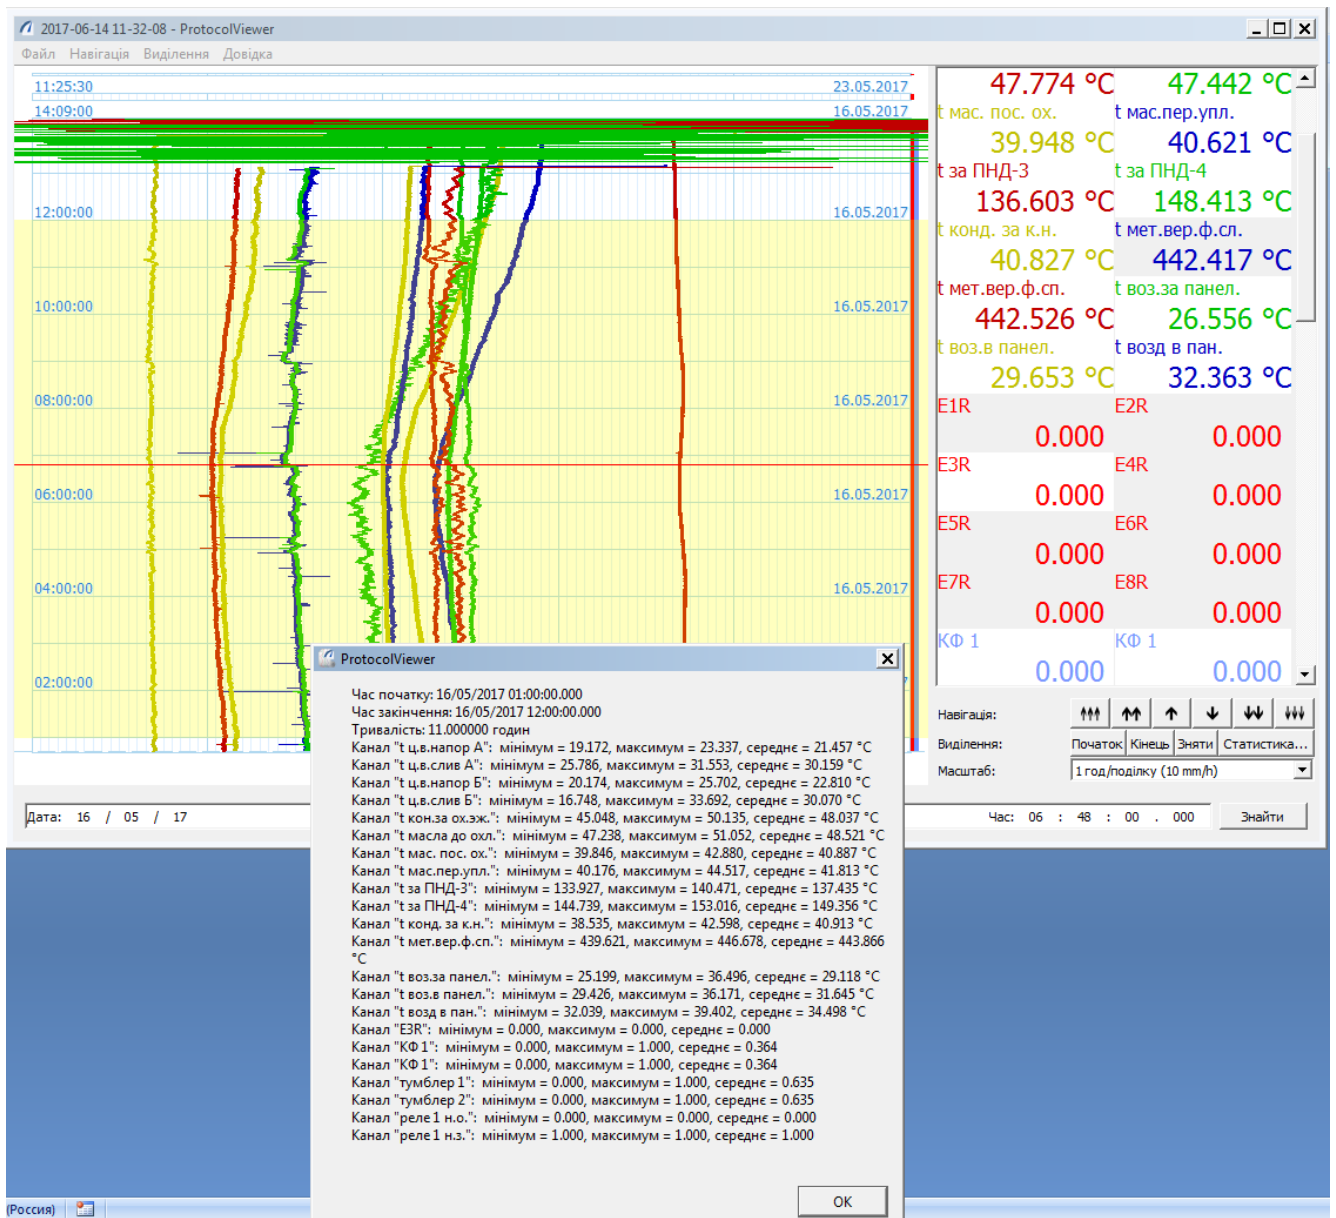 2017-06-14 11-32-08 - ProtocolViewer
Файл Навігація Виділення Довідка
11:25:30 23.05.2017
14:09:00 16.05.2017
12:00:00 16.05.2017
10:00:00 16.05.2017
08:00:00 16.05.2017
06:00:00 16.05.2017
04:00:00 16.05.2017
02:00:00
47.774 °C 47.442 °C
t мас. пос. ох. t мас.пер.упл.
39.948 °C 40.621 °C
t за ПНД-3 t за ПНД-4
136.603 °C 148.413 °C
t конд. за к.н. t мет.вер.ф.сл.
40.827 °C 442.417 °C
t мет.вер.ф.сп. t воз.за панел.
442.526 °C 26.556 °C
t воз.в панел. t возд в пан.
29.653 °C 32.363 °C
E1R E2R
0.000 0.000
E3R E4R
0.000 0.000
E5R E6R
0.000 0.000
E7R E8R
0.000 0.000
КФ 1 КФ 1
0.000 0.000
Навігація:
Виділення: Початок Кінець Зняти Статистика...
Масштаб: 1 год/поділку (10 mm/h)
Дата: 16 / 05 / 17 Час: 06 : 48 : 00 . 000 Знайти
ProtocolViewer
Час початку: 16/05/2017 01:00:00.000
Час закінчення: 16/05/2017 12:00:00.000
Тривалість: 11.000000 годин
Канал "t ц.в.напор А": мінімум = 19.172, максимум = 23.337, середнє = 21.457 °C
Канал "t ц.в.слив А": мінімум = 25.786, максимум = 31.553, середнє = 30.159 °C
Канал "t ц.в.напор Б": мінімум = 20.174, максимум = 25.702, середнє = 22.810 °C
Канал "t ц.в.слив Б": мінімум = 16.748, максимум = 33.692, середнє = 30.070 °C
Канал "t кон.за ох.эж.": мінімум = 45.048, максимум = 50.135, середнє = 48.037 °C
Канал "t масла до охл.": мінімум = 47.238, максимум = 51.052, середнє = 48.521 °C
Канал "t мас. пос. ох.": мінімум = 39.846, максимум = 42.880, середнє = 40.887 °C
Канал "t мас.пер.упл.": мінімум = 40.176, максимум = 44.517, середнє = 41.813 °C
Канал "t за ПНД-3": мінімум = 133.927, максимум = 140.471, середнє = 137.435 °C
Канал "t за ПНД-4": мінімум = 144.739, максимум = 153.016, середнє = 149.356 °C
Канал "t конд. за к.н.": мінімум = 38.535, максимум = 42.598, середнє = 40.913 °C
Канал "t мет.вер.ф.сп.": мінімум = 439.621, максимум = 446.678, середнє = 443.866
°C
Канал "t воз.за панел.": мінімум = 25.199, максимум = 36.496, середнє = 29.118 °C
Канал "t воз.в панел.": мінімум = 29.426, максимум = 36.171, середнє = 31.645 °C
Канал "t возд в пан.": мінімум = 32.039, максимум = 39.402, середнє = 34.498 °C
Канал "E3R": мінімум = 0.000, максимум = 0.000, середнє = 0.000
Канал "КФ 1": мінімум = 0.000, максимум = 1.000, середнє = 0.364
Канал "КФ 1": мінімум = 0.000, максимум = 1.000, середнє = 0.364
Канал "тумблер 1": мінімум = 0.000, максимум = 1.000, середнє = 0.635
Канал "тумблер 2": мінімум = 0.000, максимум = 1.000, середнє = 0.635
Канал "реле 1 н.о.": мінімум = 0.000, максимум = 0.000, середнє = 0.000
Канал "реле 1 н.з.": мінімум = 1.000, максимум = 1.000, середнє = 1.000
OK
(Россия)